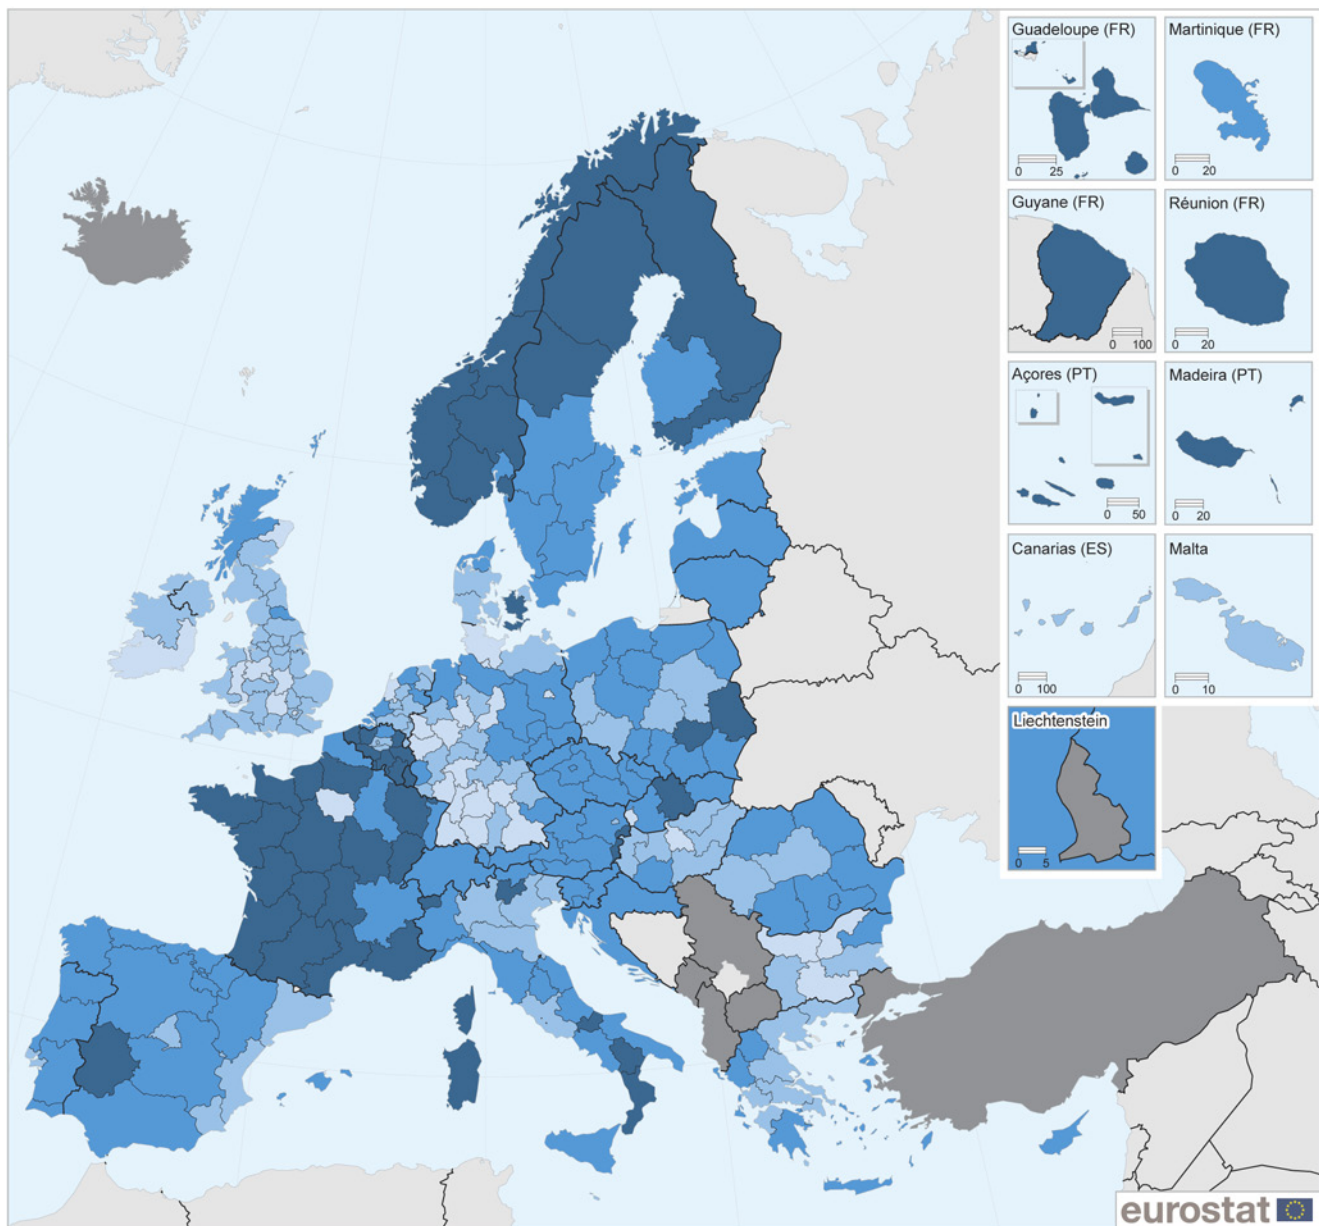 Guadeloupe (FR)
0 25
Martinique (FR)
0 20
Guyane (FR)
0 100
Réunion (FR)
0 20
Açores (PT)
0 50
Madeira (PT)
0 20
Canarias (ES)
0 100
Malta
0 10
Liechtenstein
0 5
eurostat